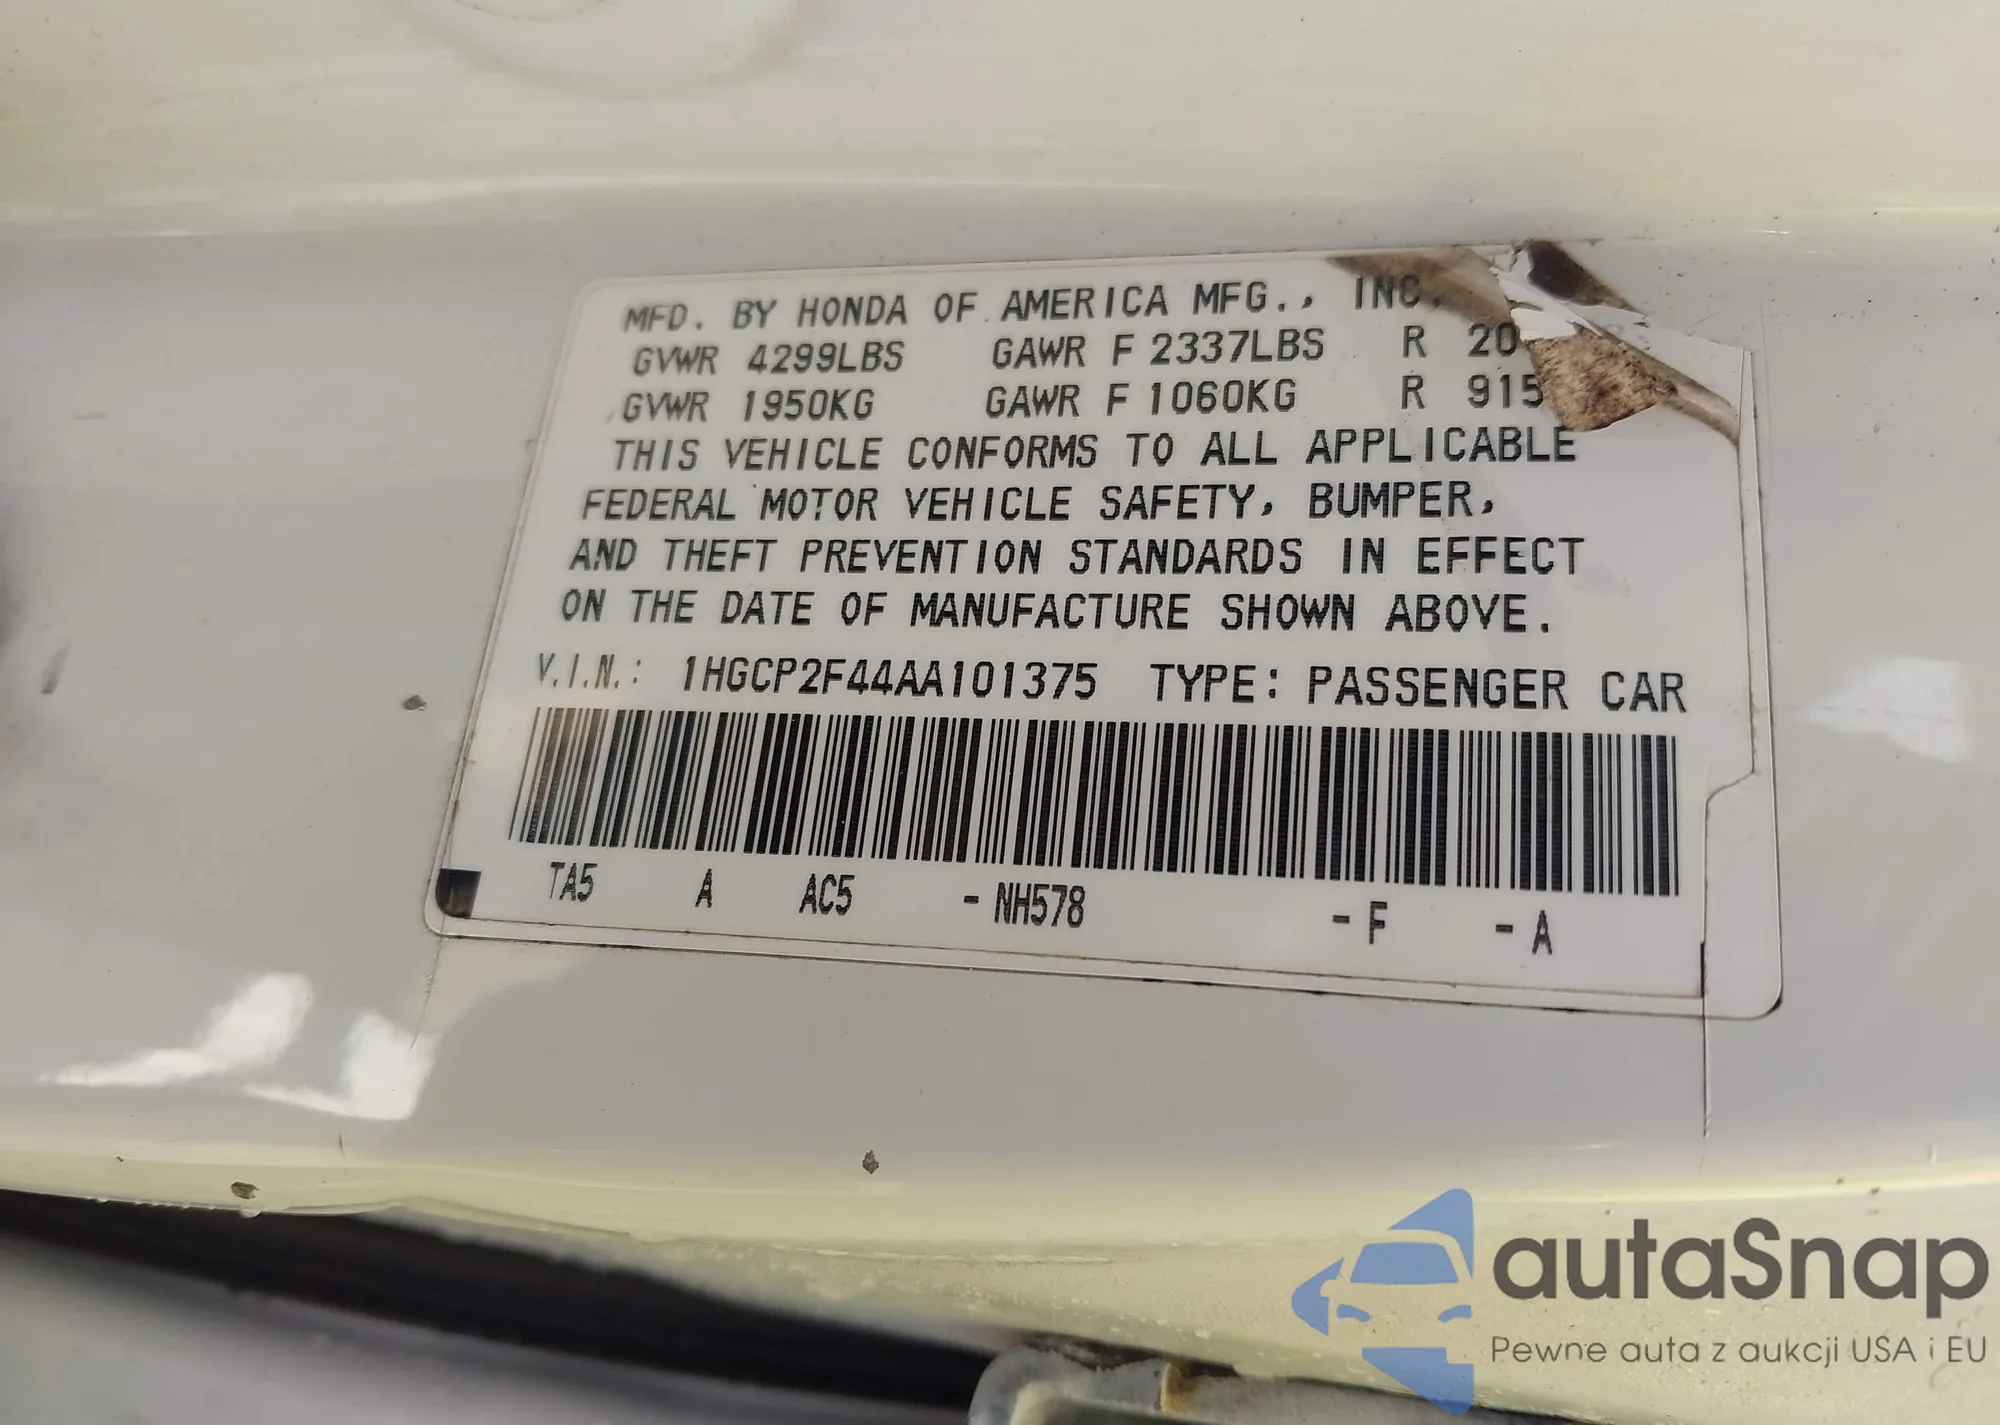 MFD. BY HONDA OF AMERICA MFG., INC.
GVWR 4299LBS GAWR F 2337LBS R 20
GVWR 1950KG GAWR F 1060KG R 915
THIS VEHICLE CONFORMS TO ALL APPLICABLE
FEDERAL MOTOR VEHICLE SAFETY, BUMPER,
AND THEFT PREVENTION STANDARDS IN EFFECT
ON THE DATE OF MANUFACTURE SHOWN ABOVE.
V.I.N.: 1HGCP2F44AA101375 TYPE: PASSENGER CAR
TA5 A AC5 -NH578 -F -A
autaSnap
Pewne auta z aukcji USA i EU